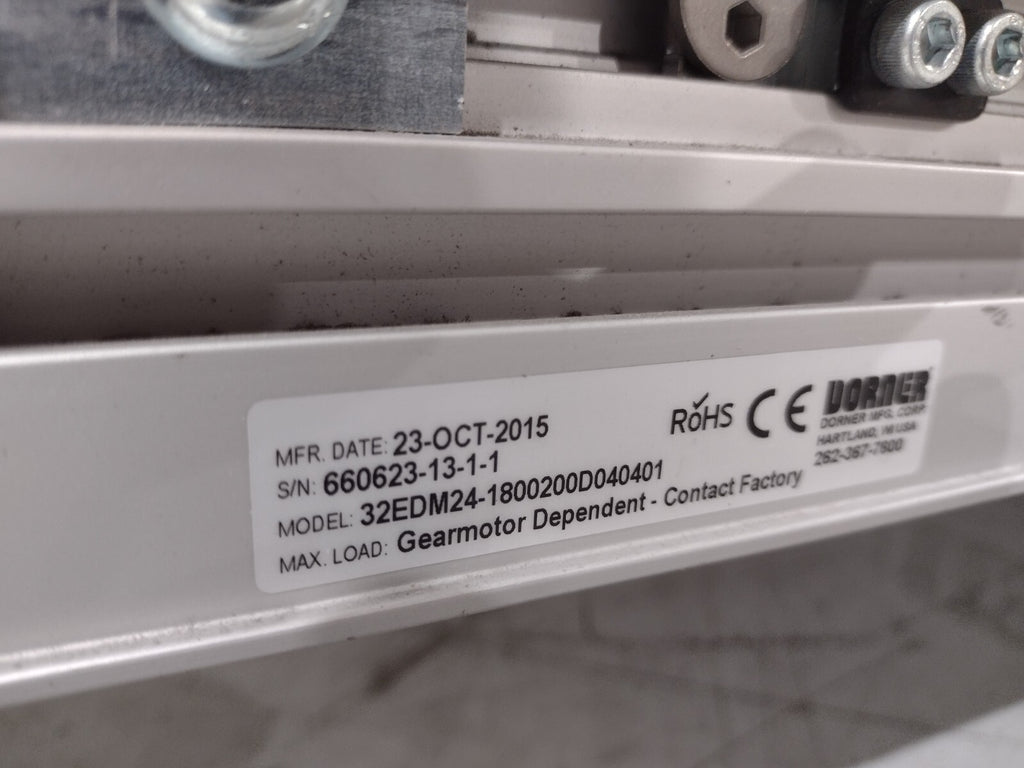 MFR. DATE: 23-OCT-2015
S/N: 660623-13-1-1
MODEL: 32EDM24-1800200D040401
MAX. LOAD: Gearmotor Dependent - Contact Factory
RoHS CE
DORNER
DORNER MFG. CORP.
HARTLAND, WI USA
262-367-7600